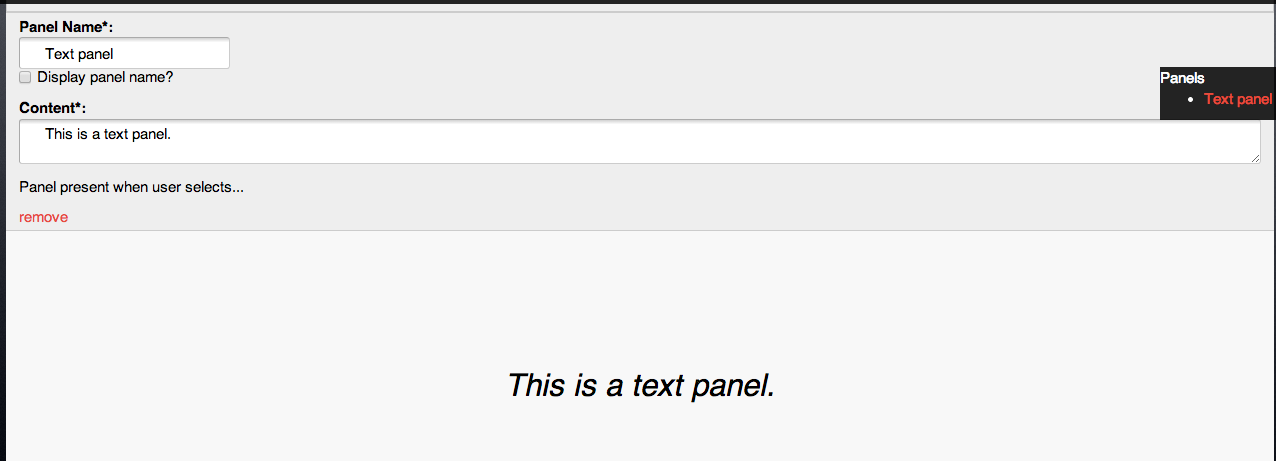 Panel Name*:
Text panel
Display panel name?
Panels
Text panel
Content*:
This is a text panel.
Panel present when user selects...
remove
This is a text panel.